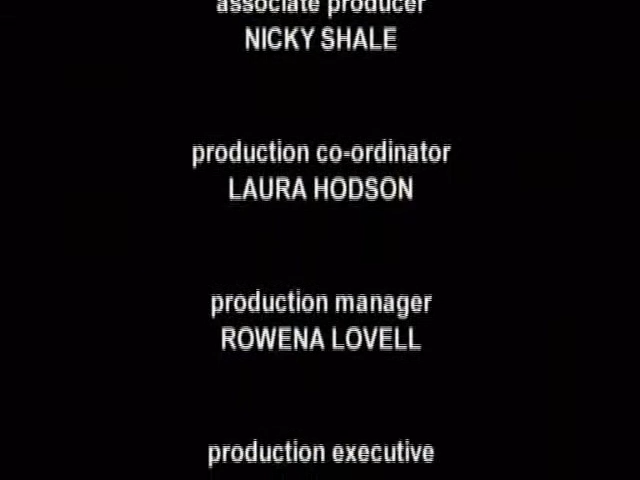 associate producer
NICKY SHALE
production co-ordinator
LAURA HODSON
production manager
ROWENA LOVELL
production executive